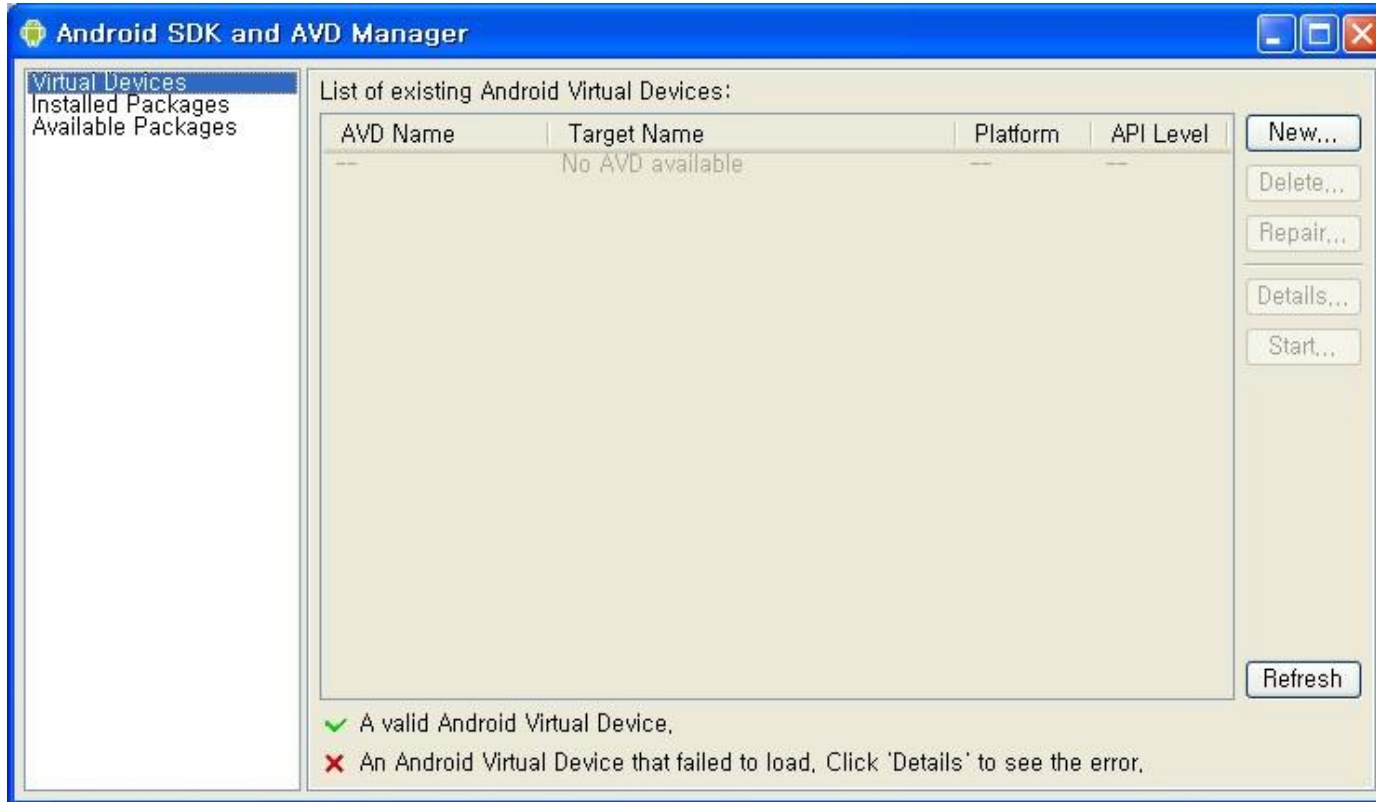 Android SDK and AVD Manager
Virtual Devices
Installed Packages
Available Packages
List of existing Android Virtual Devices:
AVD Name Target Name Platform API Level
-- No AVD available -- --
New...
Delete...
Repair...
Details...
Start...
Refresh
A valid Android Virtual Device.
An Android Virtual Device that failed to load. Click 'Details' to see the error.